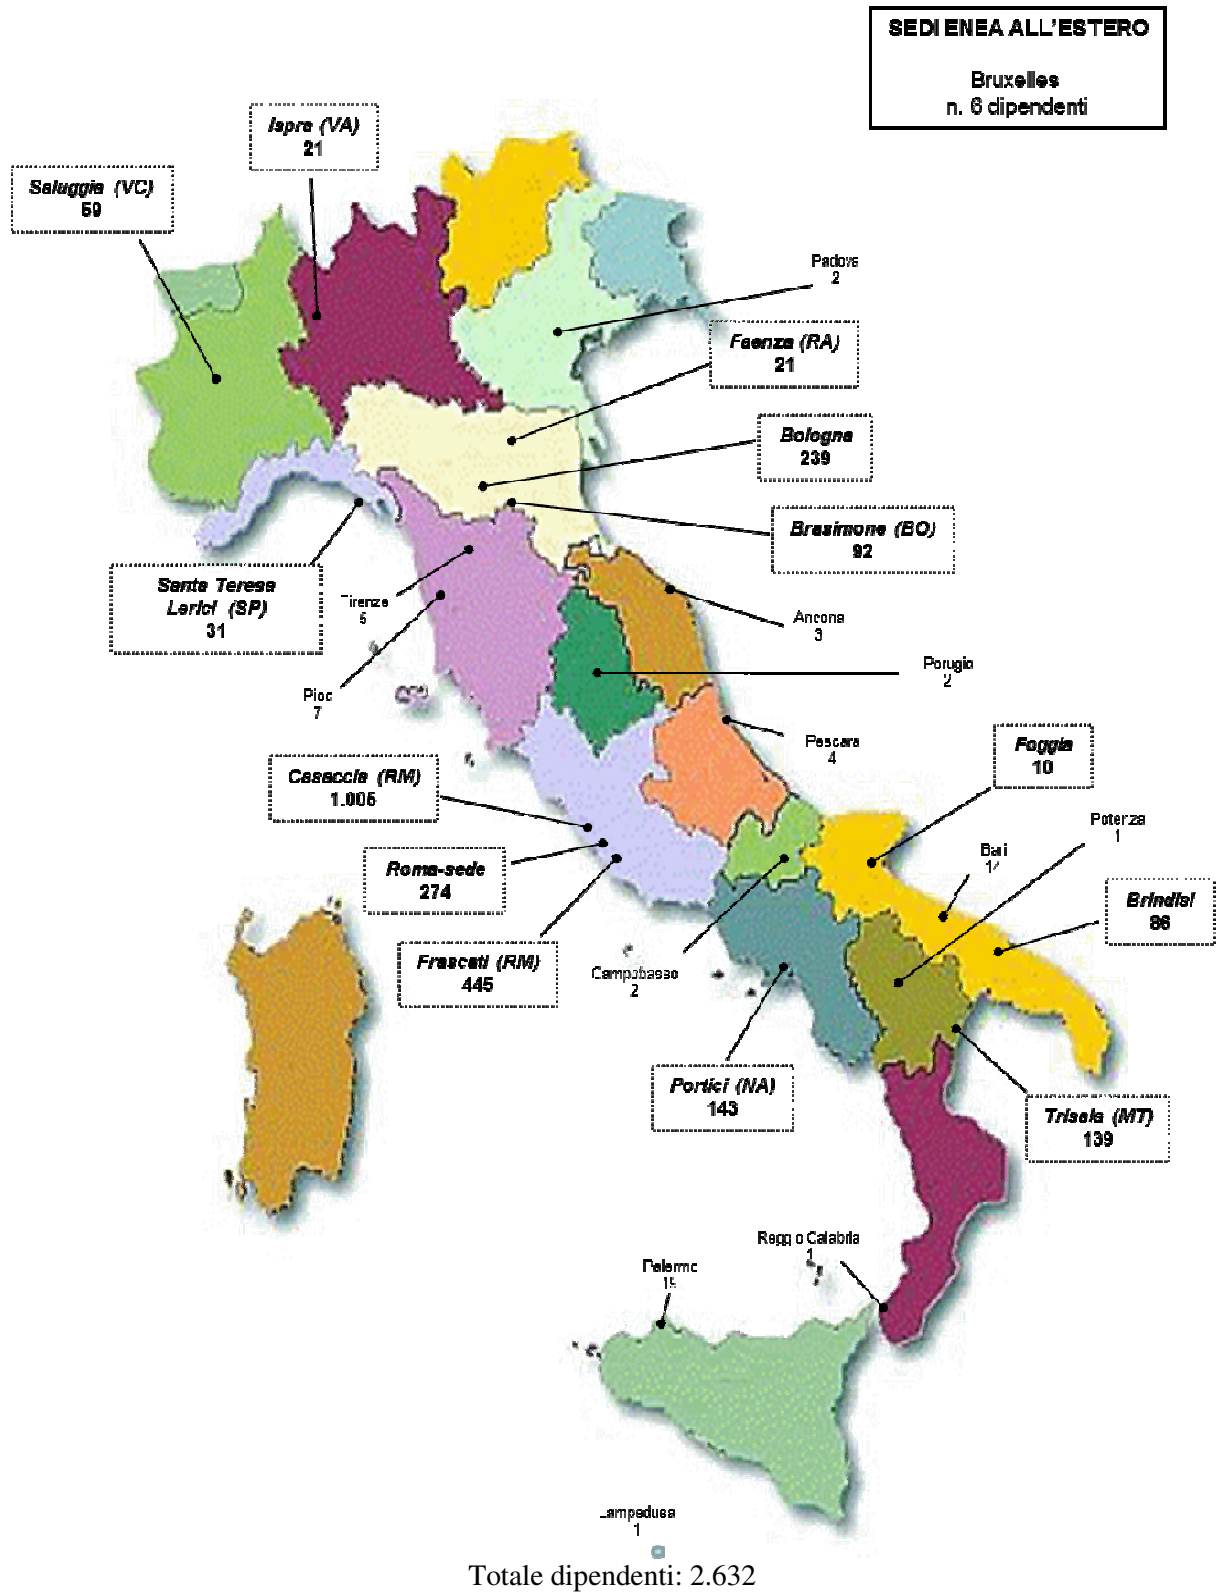 SEDI ENEA ALL'ESTERO
Bruxelles
n. 6 dipendenti
Ispra (VA)
21
Saluggia (VC)
59
Padova
2
Faenza (RA)
21
Bologna
239
Brasimone (BO)
92
Santa Teresa
Lerici (SP)
31
Firenze
5
Ancona
3
Pisa
7
Perugia
2
Pescara
4
Foggia
10
Casaccia (RM)
1.005
Potenza
1
Bari
14
Roma-sede
274
Brindisi
86
Frascati (RM)
445
Campobasso
2
Portici (NA)
143
Trisaia (MT)
139
Reggio Calabria
1
Palermo
19
Lampedusa
1
Totale dipendenti: 2.632